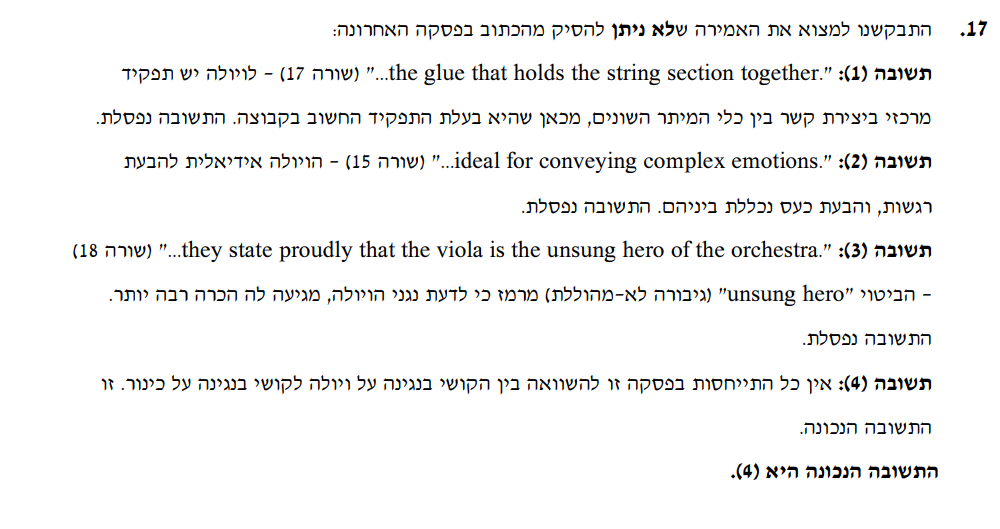 17. התבקשנו למצוא את האמירה שלא ניתן להסיק מהכתוב בפסקה האחרונה:
תשובה (1): "...the glue that holds the string section together." (שורה 17) – לויולה יש תפקיד
מרכזי ביצירת קשר בין כלי המיתר השונים, מכאן שהיא בעלת התפקיד החשוב בקבוצה. התשובה נפסלת.
תשובה (2): "...ideal for conveying complex emotions." (שורה 15) – הויולה אידיאלית להבעת
רגשות, והבעת כעס נכללת ביניהם. התשובה נפסלת.
תשובה (3): "...they state proudly that the viola is the unsung hero of the orchestra." (שורה 18)
– הביטוי "unsung hero" (גיבורה לא-מהוללת) מרמז כי לדעת נגני הויולה, מגיעה לה הכרה רבה יותר.
התשובה נפסלת.
תשובה (4): אין כל התייחסות בפסקה זו להשוואה בין הקושי בנגינה על ויולה לקושי בנגינה על כינור. זו
התשובה הנכונה.
התשובה הנכונה היא (4).